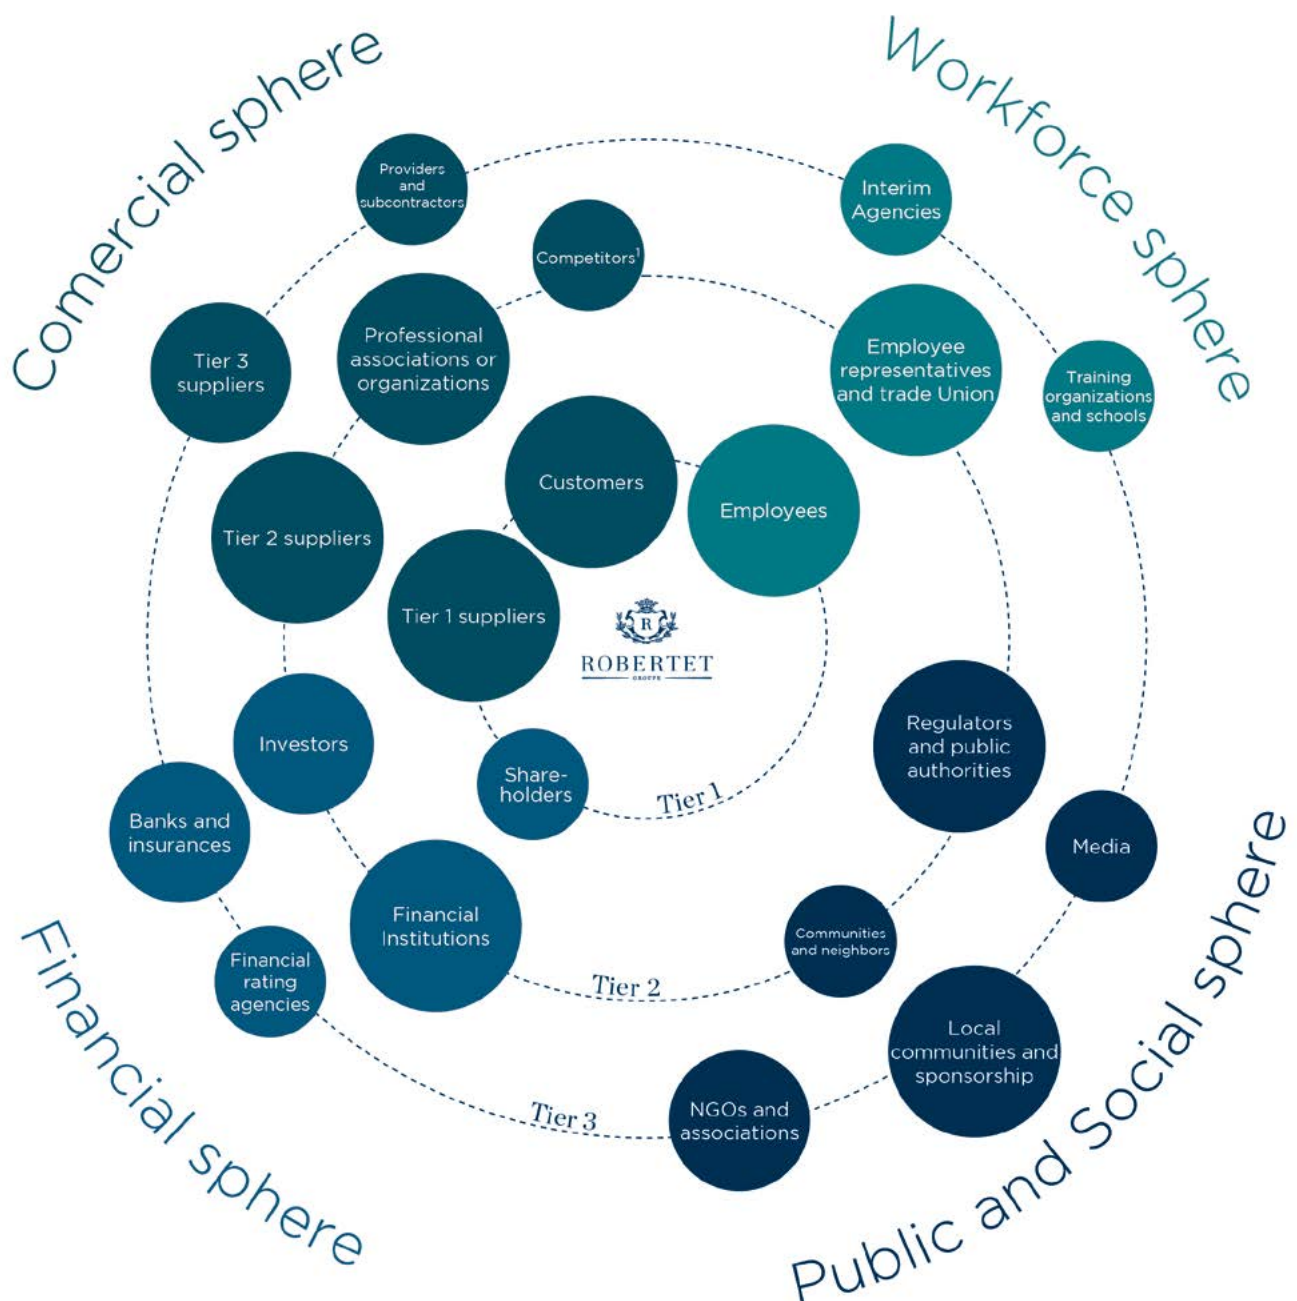 Comercial sphere
Workforce sphere
Providers
and
subcontractors
Interim
Agencies
Competitors¹
Professional
associations or
organizations
Employee
representatives
and trade Union
Tier 3
suppliers
Training
organizations
and schools
Customers
Employees
Tier 2 suppliers
Tier 1 suppliers
R
ROBERTET
GROUPE
Investors
Regulators
and public
authorities
Share-
holders
Tier 1
Banks and
insurances
Media
Financial
Institutions
Communities
and neighbors
Financial
rating
agencies
Tier 2
Local
communities and
sponsorship
Tier 3
NGOs and
associations
Financial sphere
Public and Social sphere